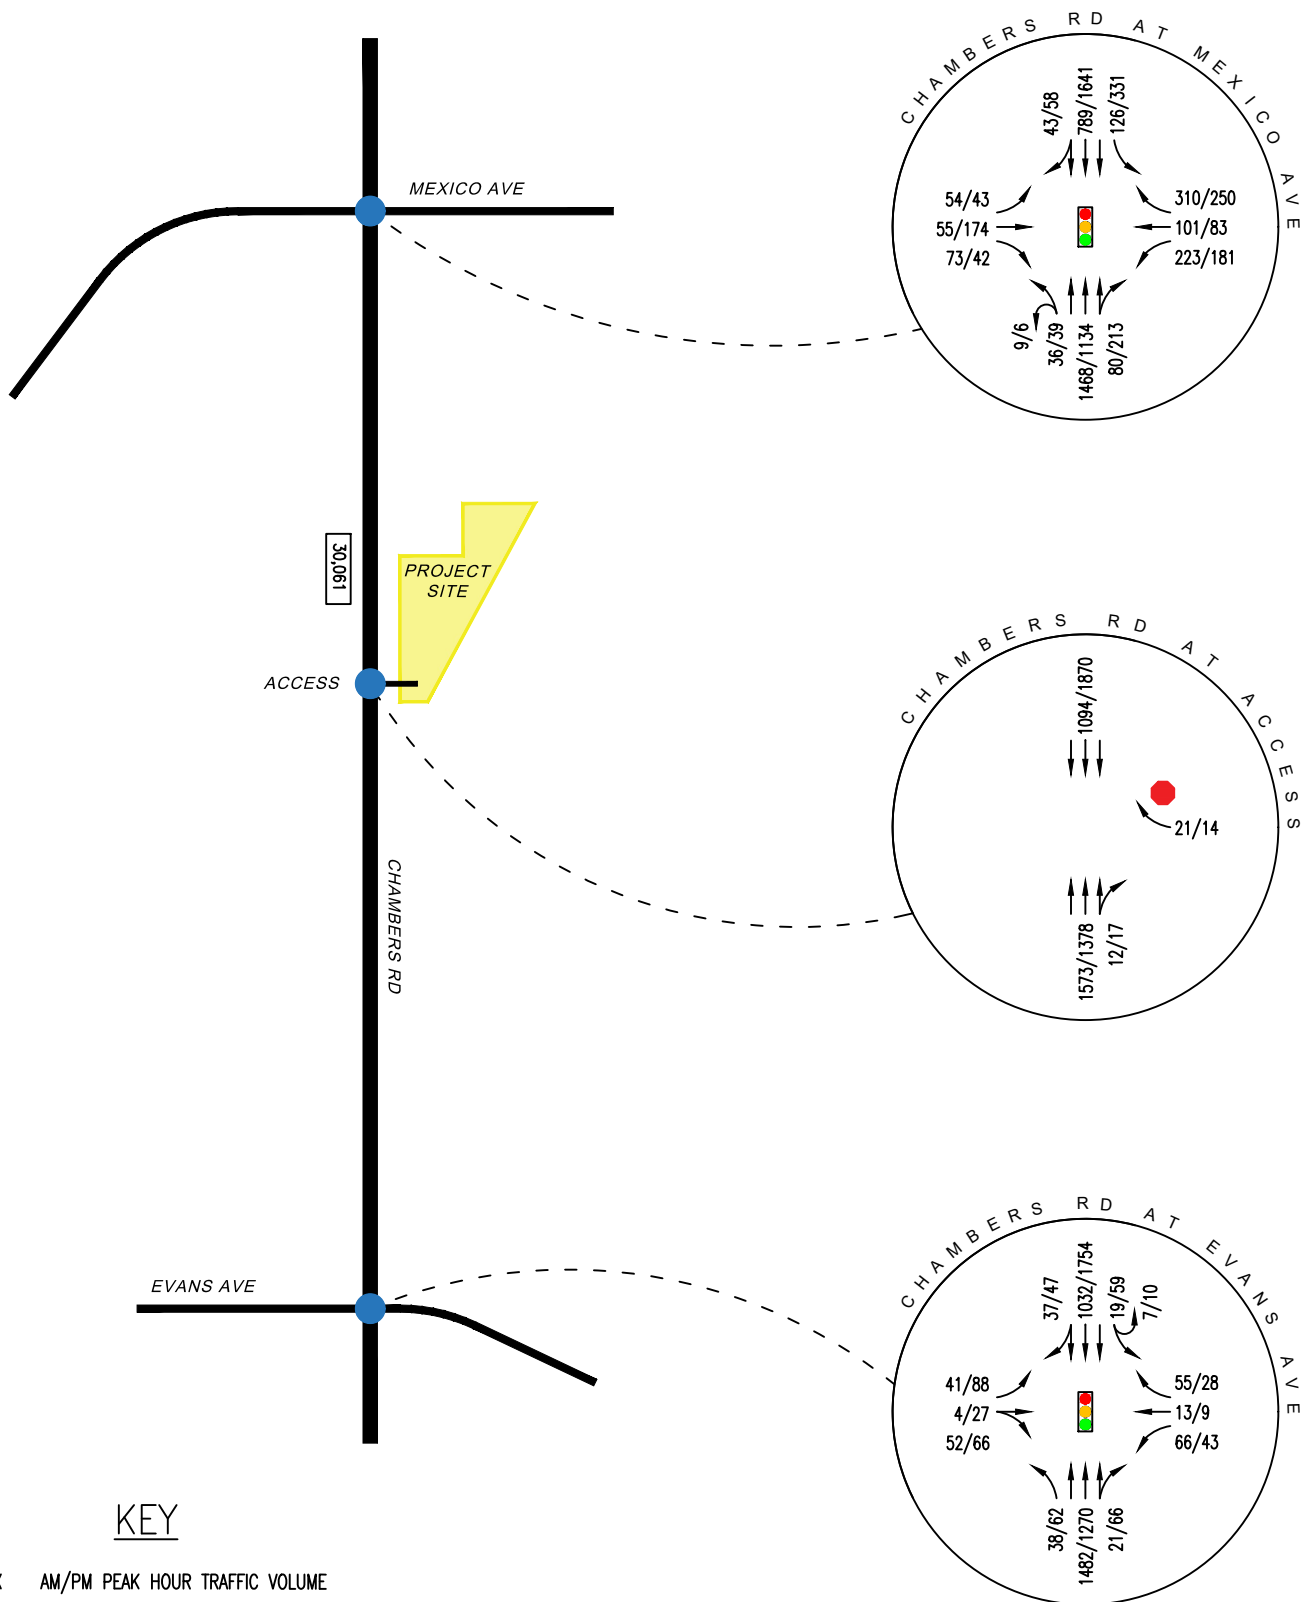 CHAMBERS RD AT MEXICO AVE
43/58
789/1641
126/331
54/43
55/174
73/42
310/250
101/83
223/181
9/6
36/39
1468/1134
80/213
MEXICO AVE
30,061
PROJECT
SITE
ACCESS
CHAMBERS RD
CHAMBERS RD AT ACCESS
1094/1870
21/14
1573/1378
12/17
EVANS AVE
CHAMBERS RD AT EVANS AVE
37/47
1032/1754
19/59
7/10
41/88
4/27
52/66
55/28
13/9
66/43
38/62
1482/1270
21/66
KEY
AM/PM PEAK HOUR TRAFFIC VOLUME